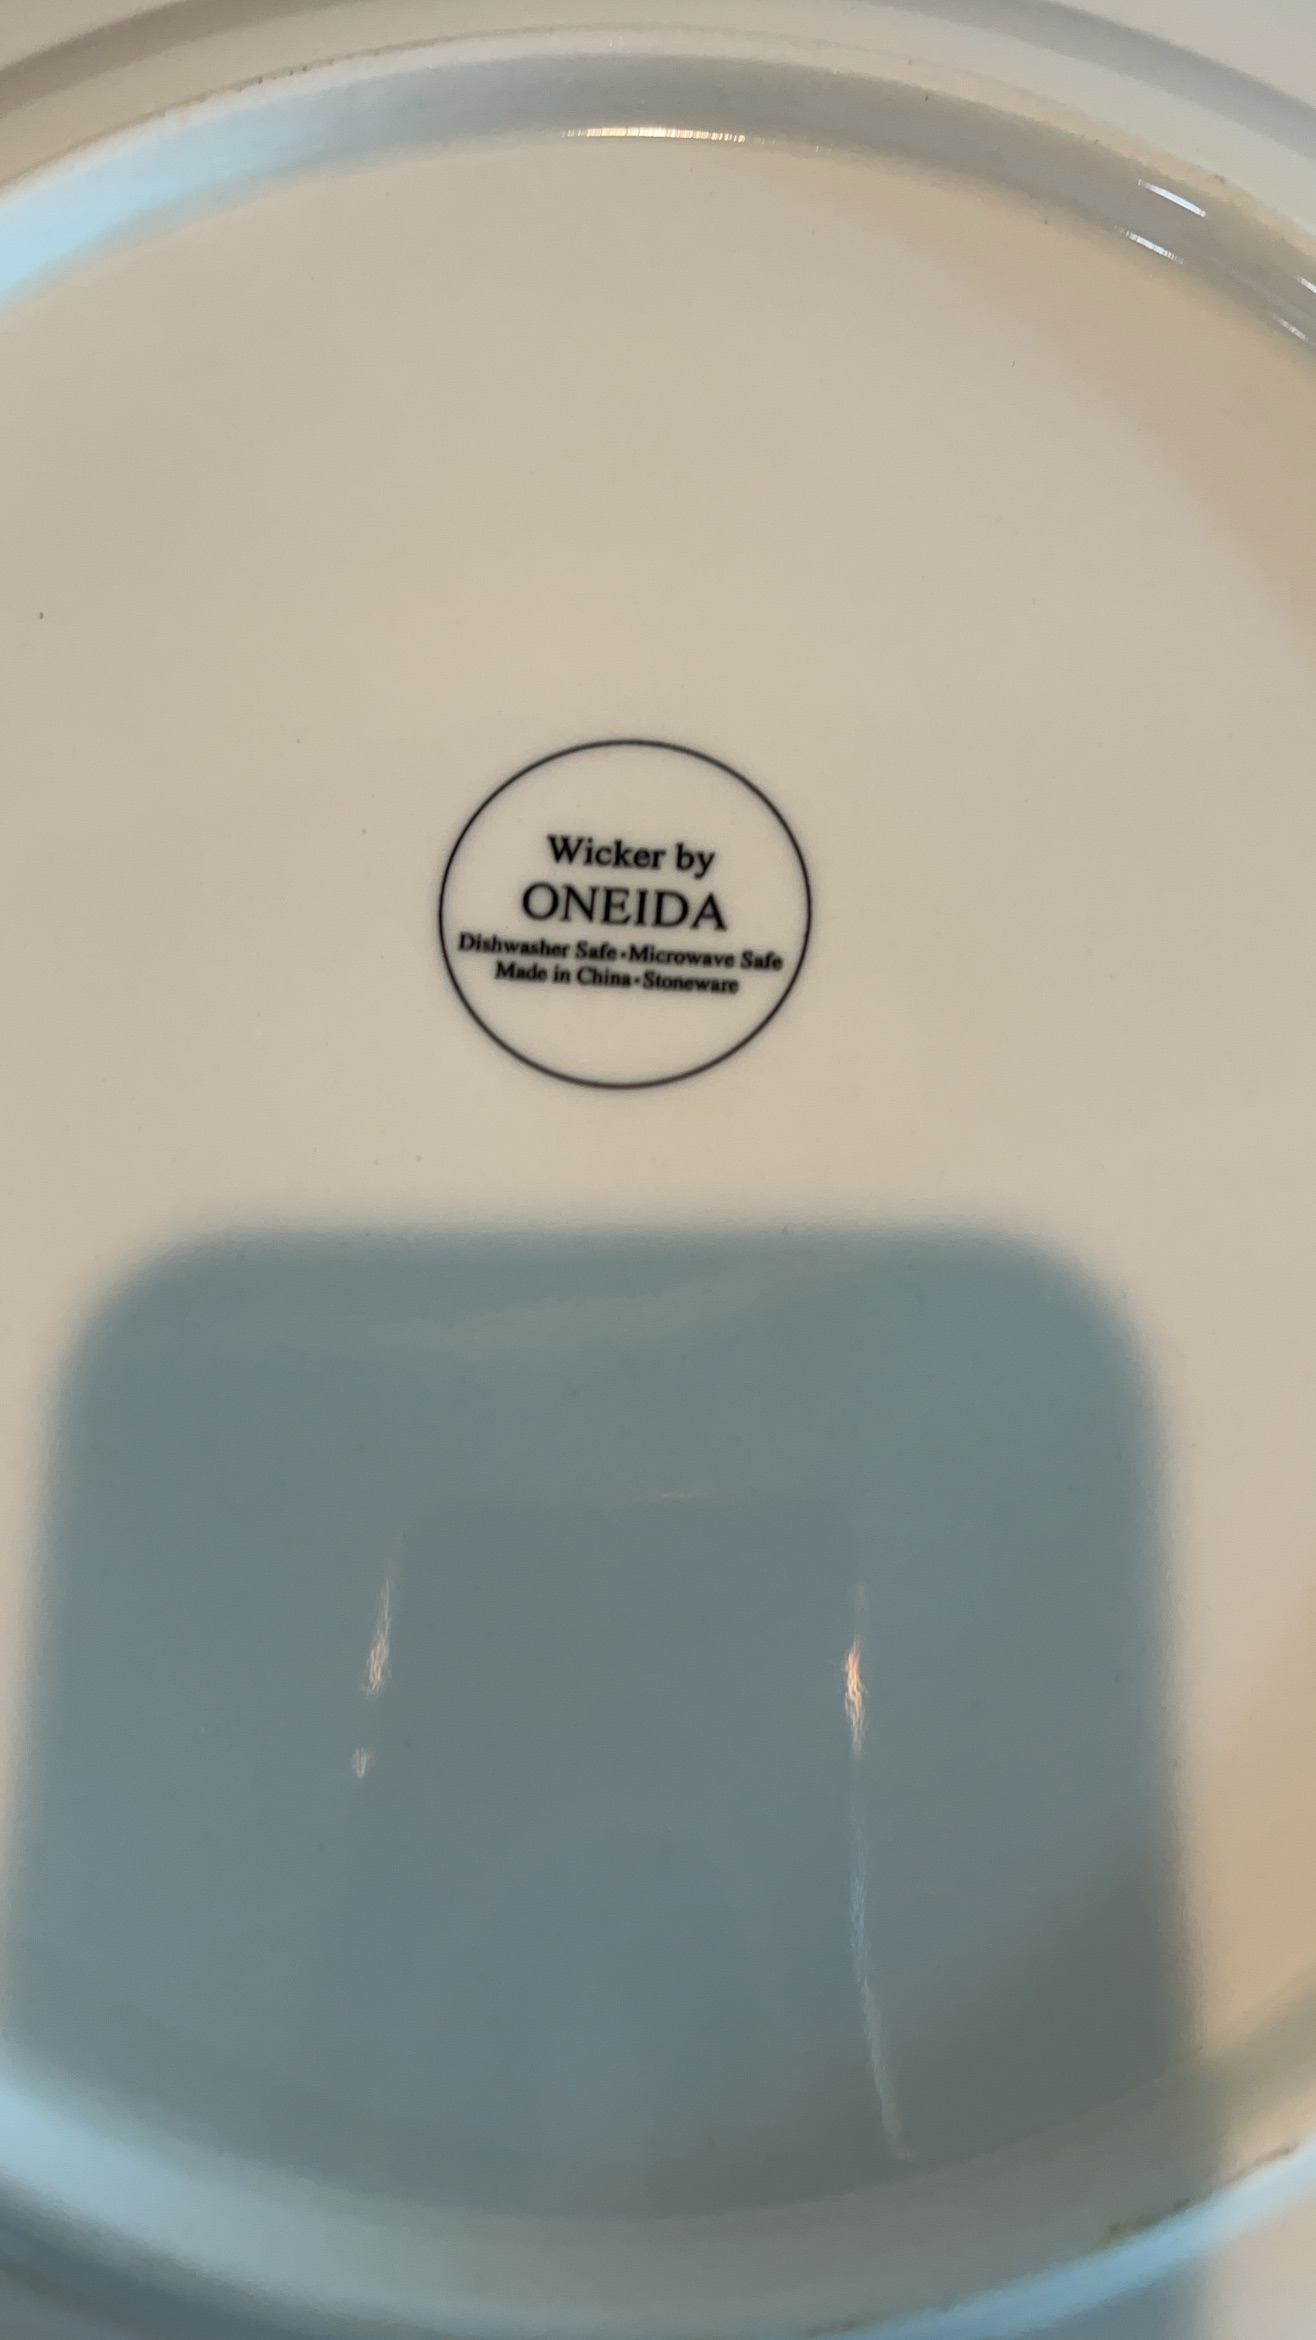 Wicker by
ONEIDA
Dishwasher Safe•Microwave Safe
Made in China•Stoneware